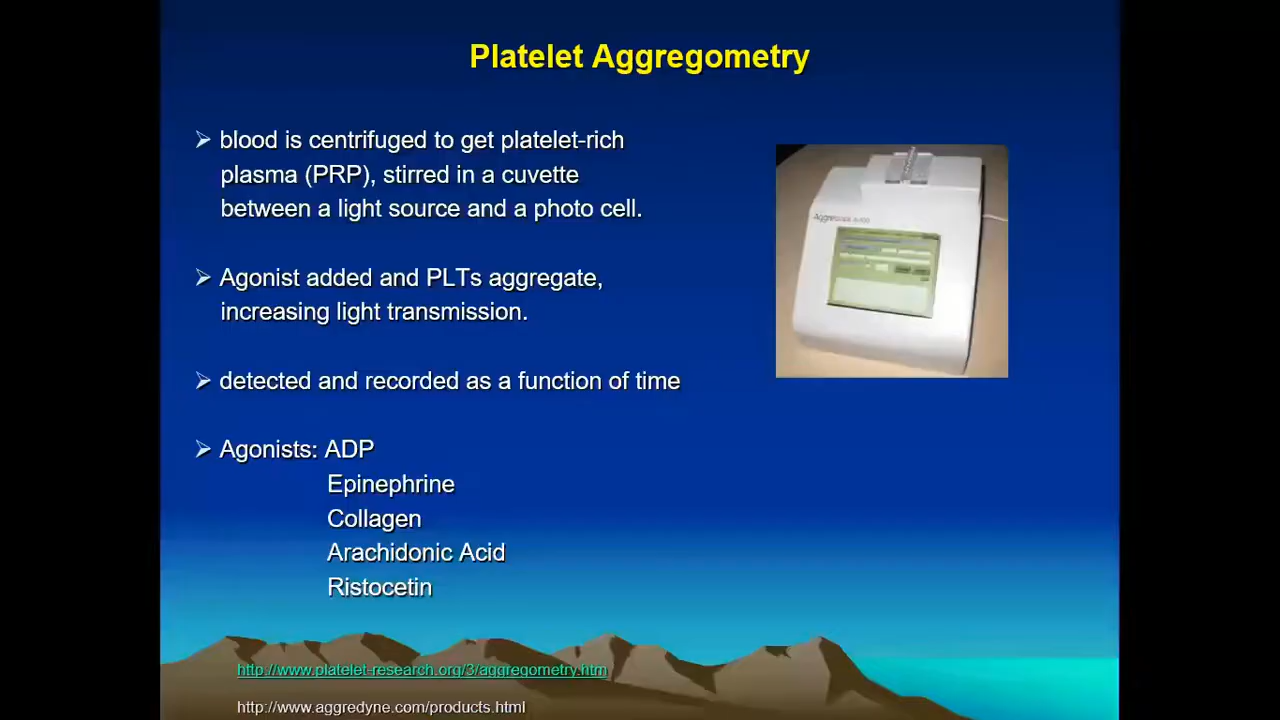 Platelet Aggregometry
blood is centrifuged to get platelet-rich
plasma (PRP), stirred in a cuvette
between a light source and a photo cell.
Agonist added and PLTs aggregate,
increasing light transmission.
detected and recorded as a function of time
Agonists: ADP
Epinephrine
Collagen
Arachidonic Acid
Ristocetin
http://www.platelet-research.org/3/aggregometry.htm
http://www.aggredyne.com/products.html